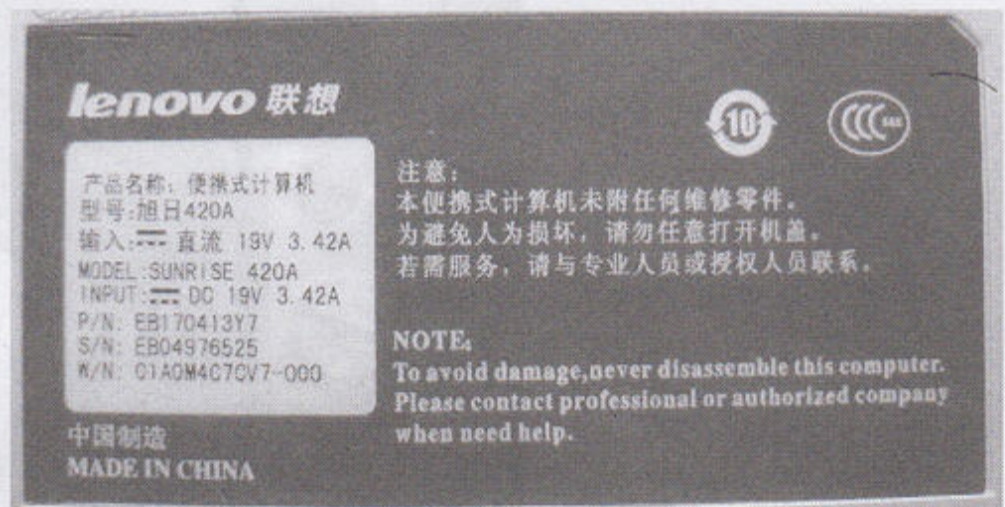 lenovo 联想
10
产品名称：便携式计算机
型号:旭日420A
输入:⎓ 直流 19V 3.42A
MODEL:SUNRISE 420A
INPUT:⎓ DC 19V 3.42A
P/N: EB170413Y7
S/N: EB04976525
W/N: 01A0M4C70V7-000
中国制造
MADE IN CHINA
注意：
本便携式计算机未附任何维修零件。
为避免人为损坏，请勿任意打开机盖。
若需服务，请与专业人员或授权人员联系。
NOTE:
To avoid damage,never disassemble this computer.
Please contact professional or authorized company
when need help.